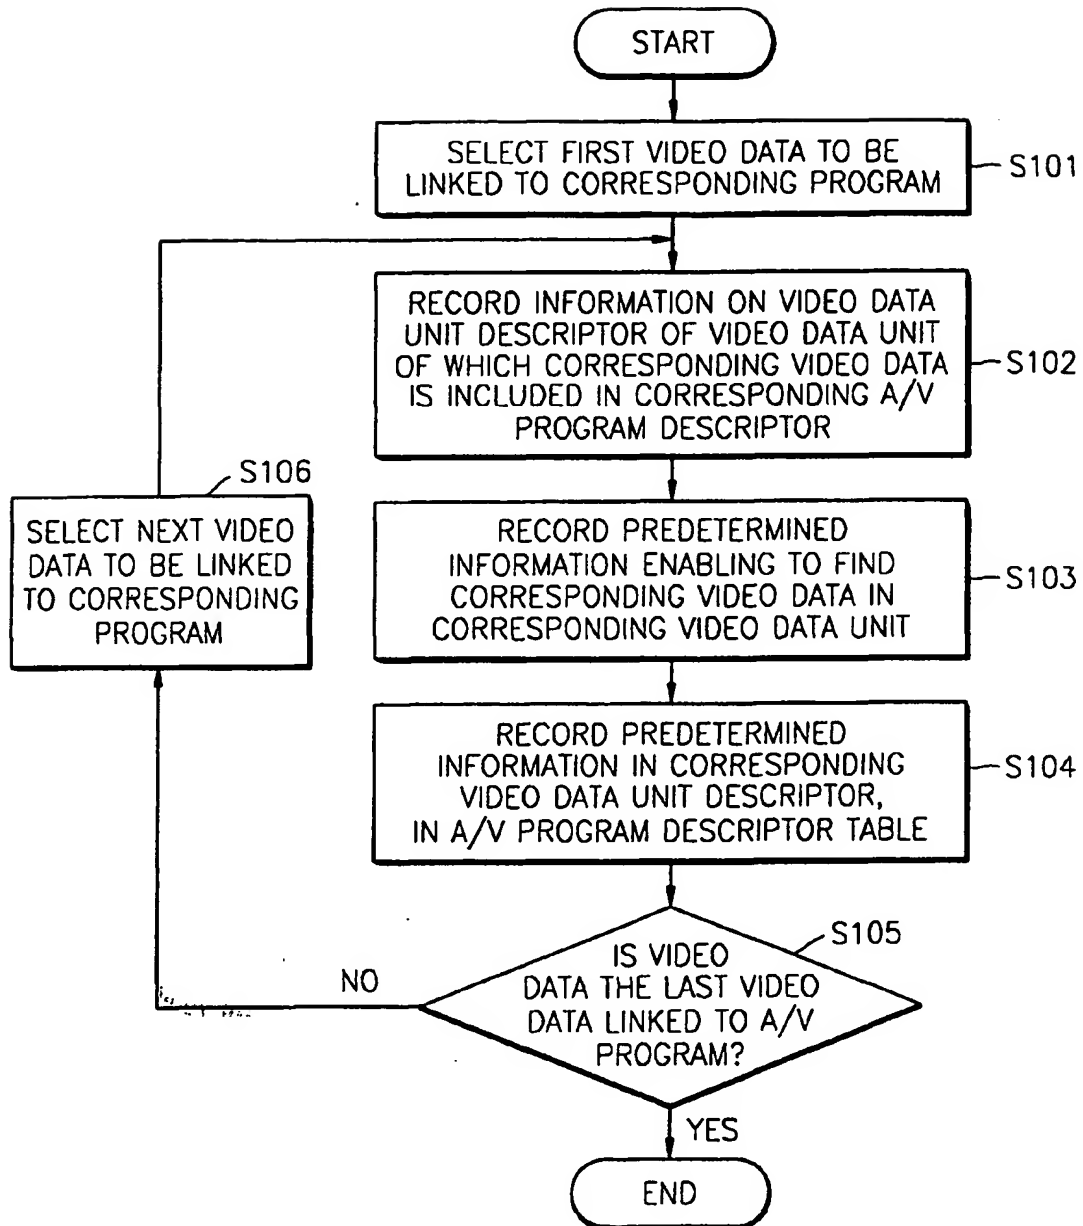 START
SELECT FIRST VIDEO DATA TO BE
LINKED TO CORRESPONDING PROGRAM
S101
RECORD INFORMATION ON VIDEO DATA
UNIT DESCRIPTOR OF VIDEO DATA UNIT
OF WHICH CORRESPONDING VIDEO DATA
IS INCLUDED IN CORRESPONDING A/V
PROGRAM DESCRIPTOR
S102
S106
SELECT NEXT VIDEO
DATA TO BE LINKED
TO CORRESPONDING
PROGRAM
RECORD PREDETERMINED
INFORMATION ENABLING TO FIND
CORRESPONDING VIDEO DATA IN
CORRESPONDING VIDEO DATA UNIT
S103
RECORD PREDETERMINED
INFORMATION IN CORRESPONDING
VIDEO DATA UNIT DESCRIPTOR,
IN A/V PROGRAM DESCRIPTOR TABLE
S104
S105
IS VIDEO
DATA THE LAST VIDEO
DATA LINKED TO A/V
PROGRAM?
NO
YES
END